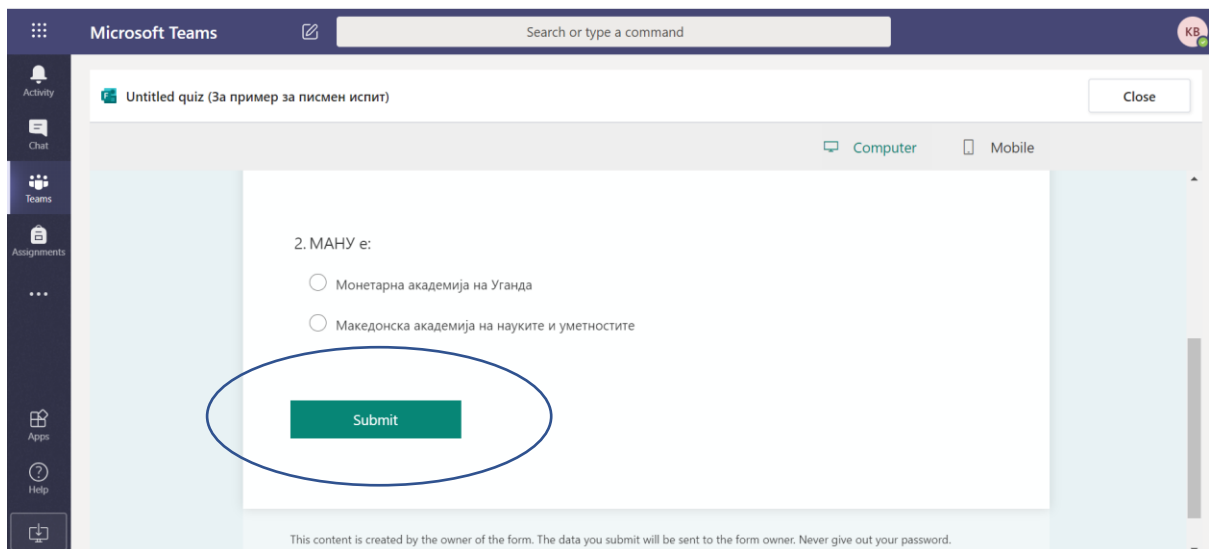 Microsoft Teams
Search or type a command
KB
Activity
Chat
Teams
Assignments
Apps
Help
Untitled quiz (За пример за писмен испит)
Close
Computer
Mobile
2. МАНУ е:
Монетарна академија на Уганда
Македонска академија на науките и уметностите
Submit
This content is created by the owner of the form. The data you submit will be sent to the form owner. Never give out your password.